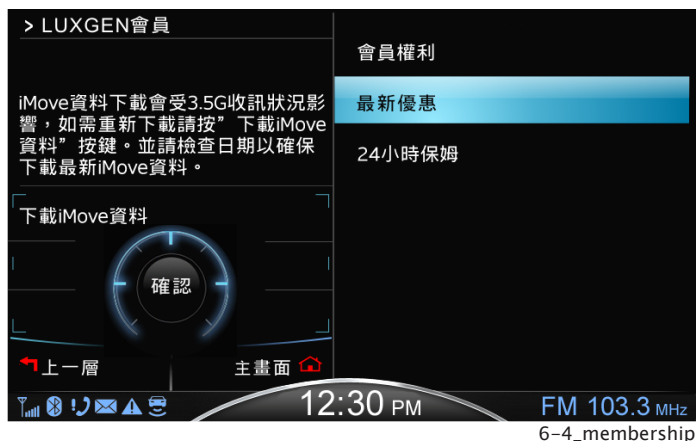 > LUXGEN會員
iMove資料下載會受3.5G收訊狀況影
響，如需重新下載請按”下載iMove
資料”按鍵。並請檢查日期以確保
下載最新iMove資料。
下載iMove資料
確認
上一層
主畫面
會員權利
最新優惠
24小時保姆
12:30 PM
FM 103.3 MHz
6-4_membership